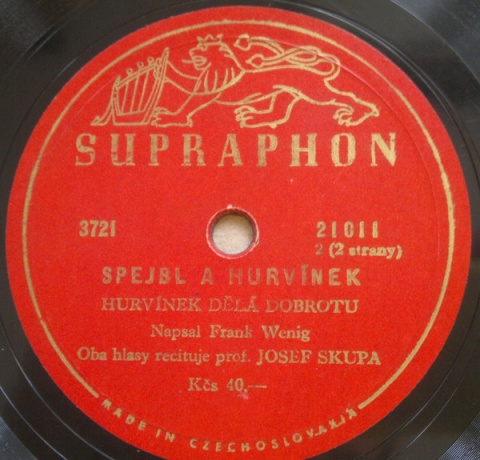 SUPRAPHON
3721
21011
2 (2 strany)
SPEJBL A HURVÍNEK
HURVÍNEK DĚLÁ DOBROTU
Napsal Frank Wenig
Oba hlasy recituje prof. JOSEF SKUPA
Kčs 40,—
MADE IN CZECHOSLOVAKIA